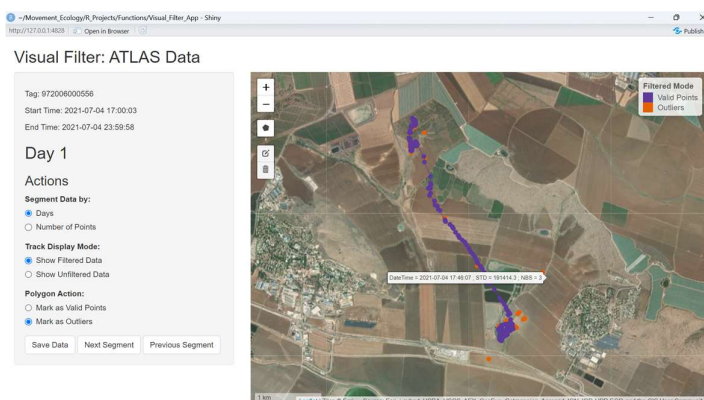 ~/Movement_Ecology/R_Projects/Functions/Visual_Filter_App - Shiny
http://127.0.0.1:4828 Open in Browser Publish
Visual Filter: ATLAS Data
Tag: 972006000556
Start Time: 2021-07-04 17:00:03
End Time: 2021-07-04 23:59:58
Day 1
Actions
Segment Data by:
Days
Number of Points
Track Display Mode:
Show Filtered Data
Show Unfiltered Data
Polygon Action:
Mark as Valid Points
Mark as Outliers
Save Data Next Segment Previous Segment
+
−
Filtered Mode
Valid Points
Outliers
DateTime = 2021-07-04 17:46:07 ; STD = 191414.3 ; NBS = 3
1 km